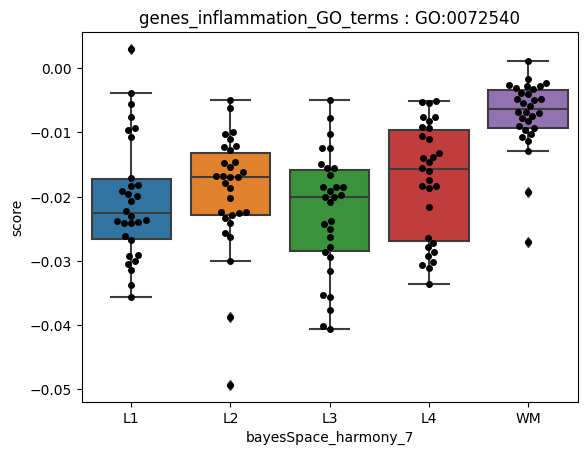 genes_inflammation_GO_terms : GO:0072540
0.00
−0.01
−0.02
−0.03
−0.04
−0.05
score
L1 L2 L3 L4 WM
bayesSpace_harmony_7